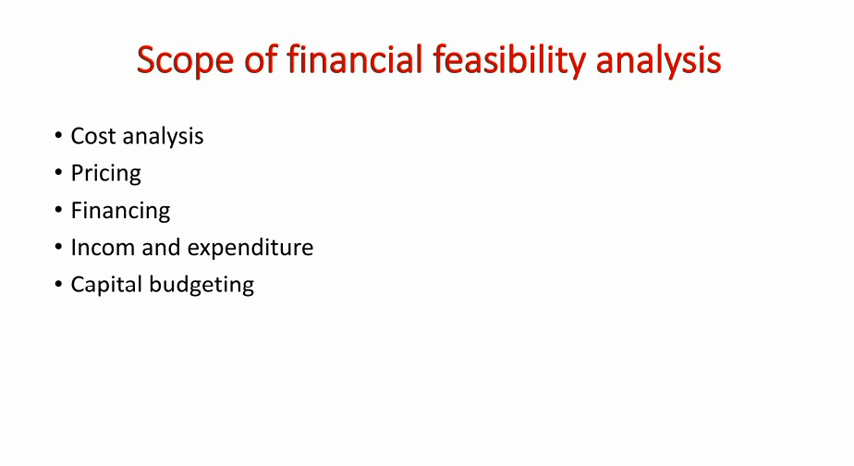 Scope of financial feasibility analysis
• Cost analysis
• Pricing
• Financing
• Incom and expenditure
• Capital budgeting